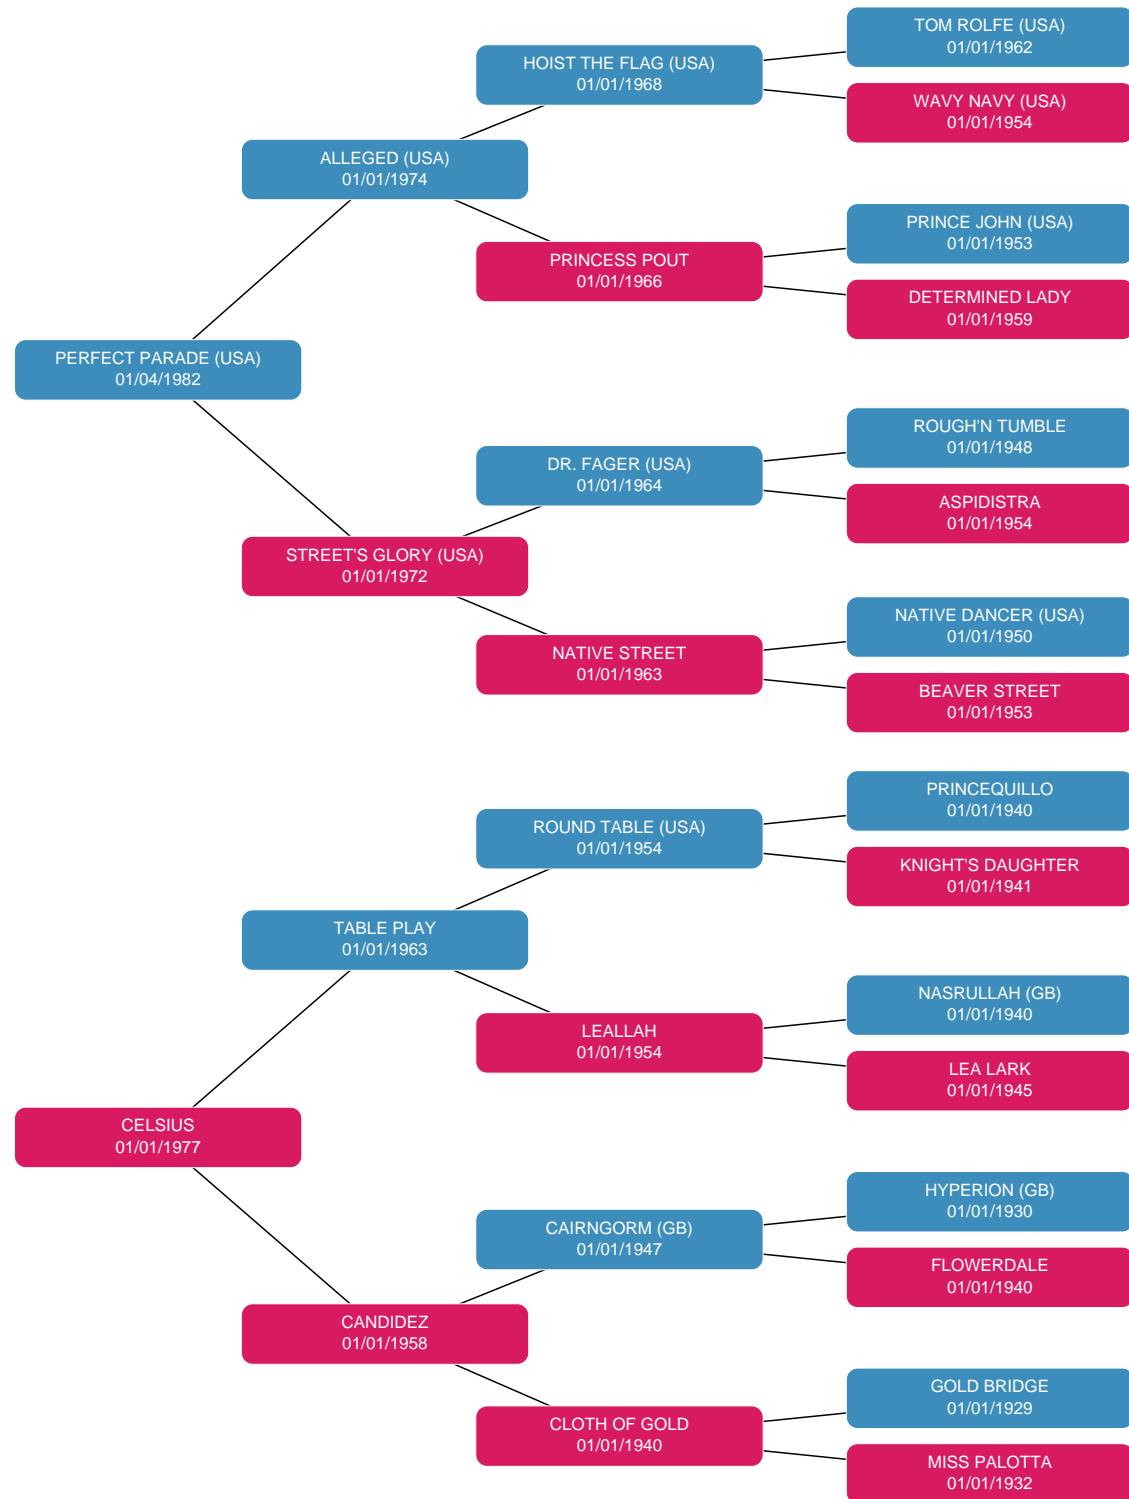 TOM ROLFE (USA)
01/01/1962
HOIST THE FLAG (USA)
01/01/1968
WAVY NAVY (USA)
01/01/1954
ALLEGED (USA)
01/01/1974
PRINCE JOHN (USA)
01/01/1953
PRINCESS POUT
01/01/1966
DETERMINED LADY
01/01/1959
PERFECT PARADE (USA)
01/04/1982
ROUGH'N TUMBLE
01/01/1948
DR. FAGER (USA)
01/01/1964
ASPIDISTRA
01/01/1954
STREET'S GLORY (USA)
01/01/1972
NATIVE DANCER (USA)
01/01/1950
NATIVE STREET
01/01/1963
BEAVER STREET
01/01/1953
PRINCEQUILLO
01/01/1940
ROUND TABLE (USA)
01/01/1954
KNIGHT'S DAUGHTER
01/01/1941
TABLE PLAY
01/01/1963
NASRULLAH (GB)
01/01/1940
LEALLAH
01/01/1954
LEA LARK
01/01/1945
CELSIUS
01/01/1977
HYPERION (GB)
01/01/1930
CAIRNGORM (GB)
01/01/1947
FLOWERDALE
01/01/1940
CANDIDEZ
01/01/1958
GOLD BRIDGE
01/01/1929
CLOTH OF GOLD
01/01/1940
MISS PALOTTA
01/01/1932